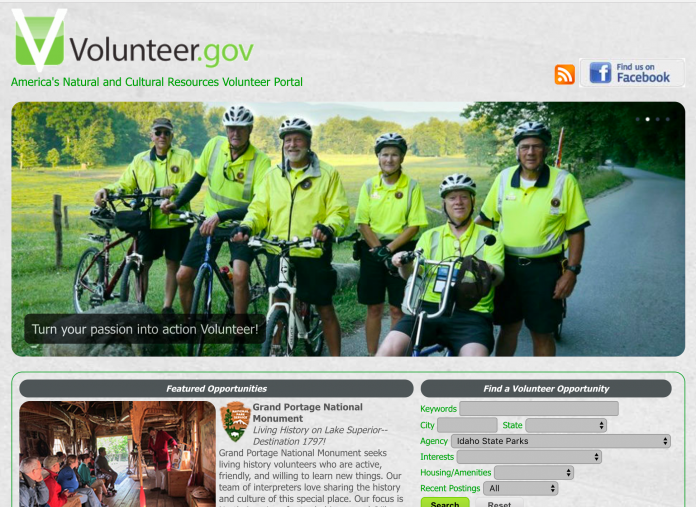 Volunteer.gov
America's Natural and Cultural Resources Volunteer Portal
Find us on
Facebook
Turn your passion into action Volunteer!
Featured Opportunities
Grand Portage National
Monument
Living History on Lake Superior--
Destination 1797!
Grand Portage National Monument seeks
living history volunteers who are active,
friendly, and willing to learn new things. Our
team of interpreters love sharing the history
and culture of this special place. Our focus is
Find a Volunteer Opportunity
Keywords
City State
Agency Idaho State Parks
Interests
Housing/Amenities
Recent Postings All
Search Reset